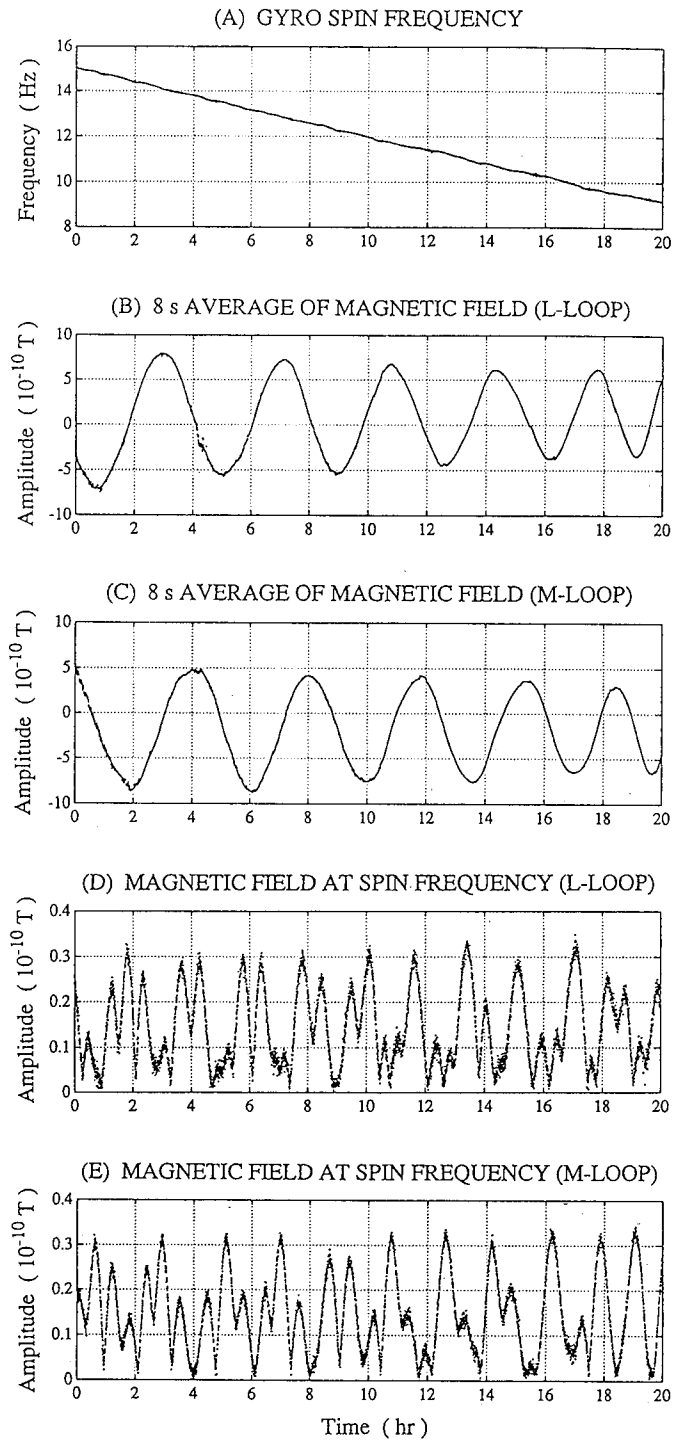 (A) GYRO SPIN FREQUENCY
Frequency ( Hz )
16
14
12
10
8
0 2 4 6 8 10 12 14 16 18 20
(B) 8 s AVERAGE OF MAGNETIC FIELD (L-LOOP)
Amplitude ( 10⁻¹⁰ T )
10
5
0
-5
-10
0 2 4 6 8 10 12 14 16 18 20
(C) 8 s AVERAGE OF MAGNETIC FIELD (M-LOOP)
Amplitude ( 10⁻¹⁰ T )
10
5
0
-5
-10
0 2 4 6 8 10 12 14 16 18 20
(D) MAGNETIC FIELD AT SPIN FREQUENCY (L-LOOP)
Amplitude ( 10⁻¹⁰ T )
0.4
0.3
0.2
0.1
0
0 2 4 6 8 10 12 14 16 18 20
(E) MAGNETIC FIELD AT SPIN FREQUENCY (M-LOOP)
Amplitude ( 10⁻¹⁰ T )
0.4
0.3
0.2
0.1
0
0 2 4 6 8 10 12 14 16 18 20
Time ( hr )